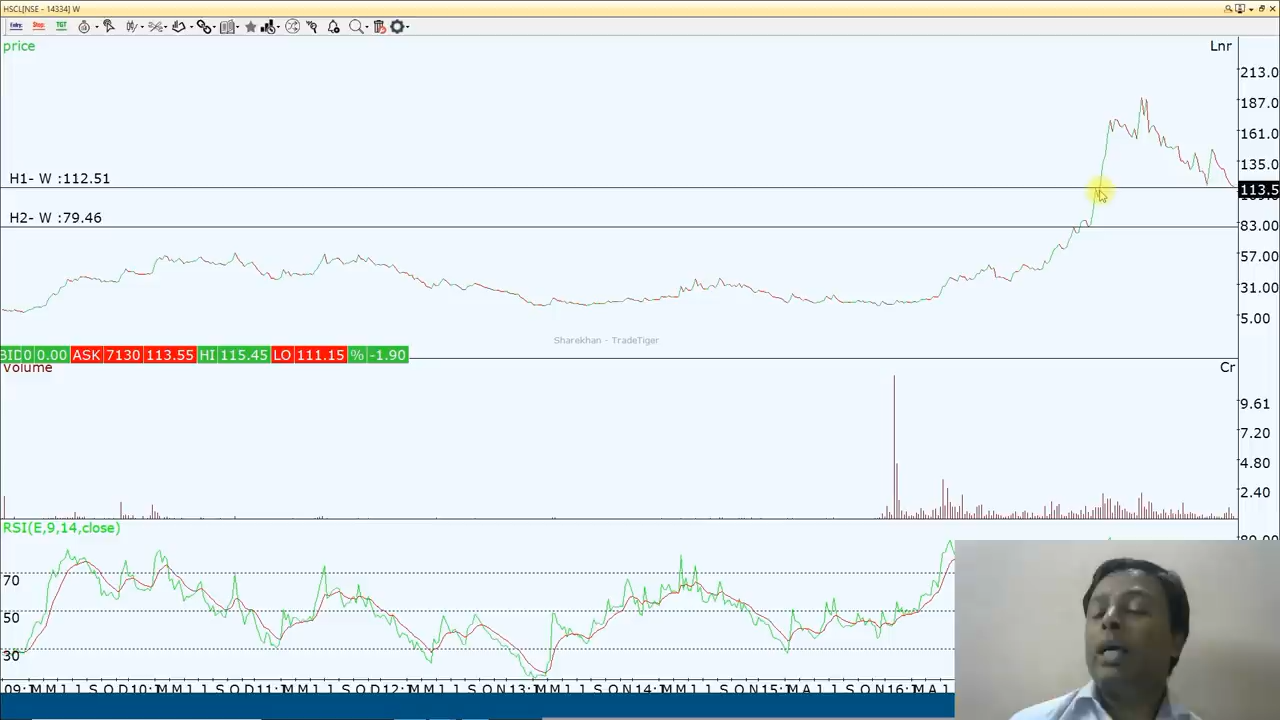 HSCL[NSE - 14334] W
Entry Stop TGT
price
Lnr
213.0
187.0
161.0
H1- W :112.51
135.0
113.5
H2- W :79.46
83.00
57.00
31.00
5.00
Sharekhan - TradeTiger
BID 0 0.00 ASK 7130 113.55 HI 115.45 LO 111.15 % -1.90
volume
Cr
9.61
7.20
4.80
2.40
RSI(E,9,14,close)
70
50
30